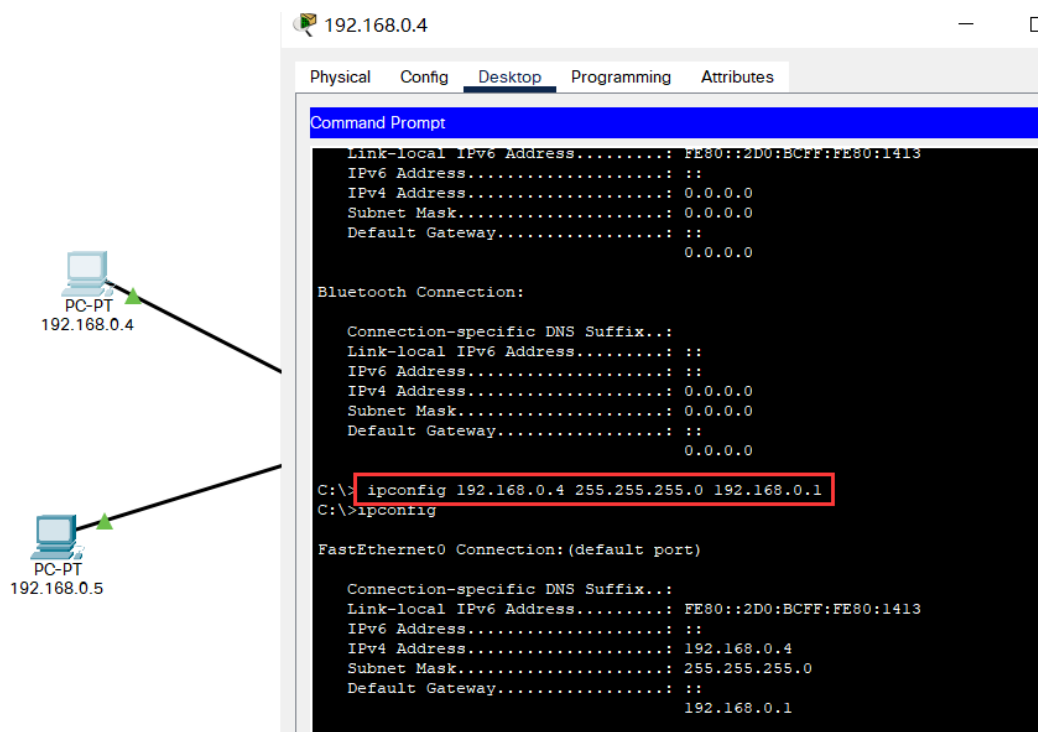 192.168.0.4
Physical Config Desktop Programming Attributes
Command Prompt
Link-local IPv6 Address.........: FE80::2D0:BCFF:FE80:1413
IPv6 Address....................: ::
IPv4 Address....................: 0.0.0.0
Subnet Mask.....................: 0.0.0.0
Default Gateway.................: ::
0.0.0.0
Bluetooth Connection:
Connection-specific DNS Suffix..:
Link-local IPv6 Address.........: ::
IPv6 Address....................: ::
IPv4 Address....................: 0.0.0.0
Subnet Mask.....................: 0.0.0.0
Default Gateway.................: ::
0.0.0.0
C:\> ipconfig 192.168.0.4 255.255.255.0 192.168.0.1
C:\>ipconfig
FastEthernet0 Connection:(default port)
Connection-specific DNS Suffix..:
Link-local IPv6 Address.........: FE80::2D0:BCFF:FE80:1413
IPv6 Address....................: ::
IPv4 Address....................: 192.168.0.4
Subnet Mask.....................: 255.255.255.0
Default Gateway.................: ::
192.168.0.1
PC-PT
192.168.0.4
PC-PT
192.168.0.5